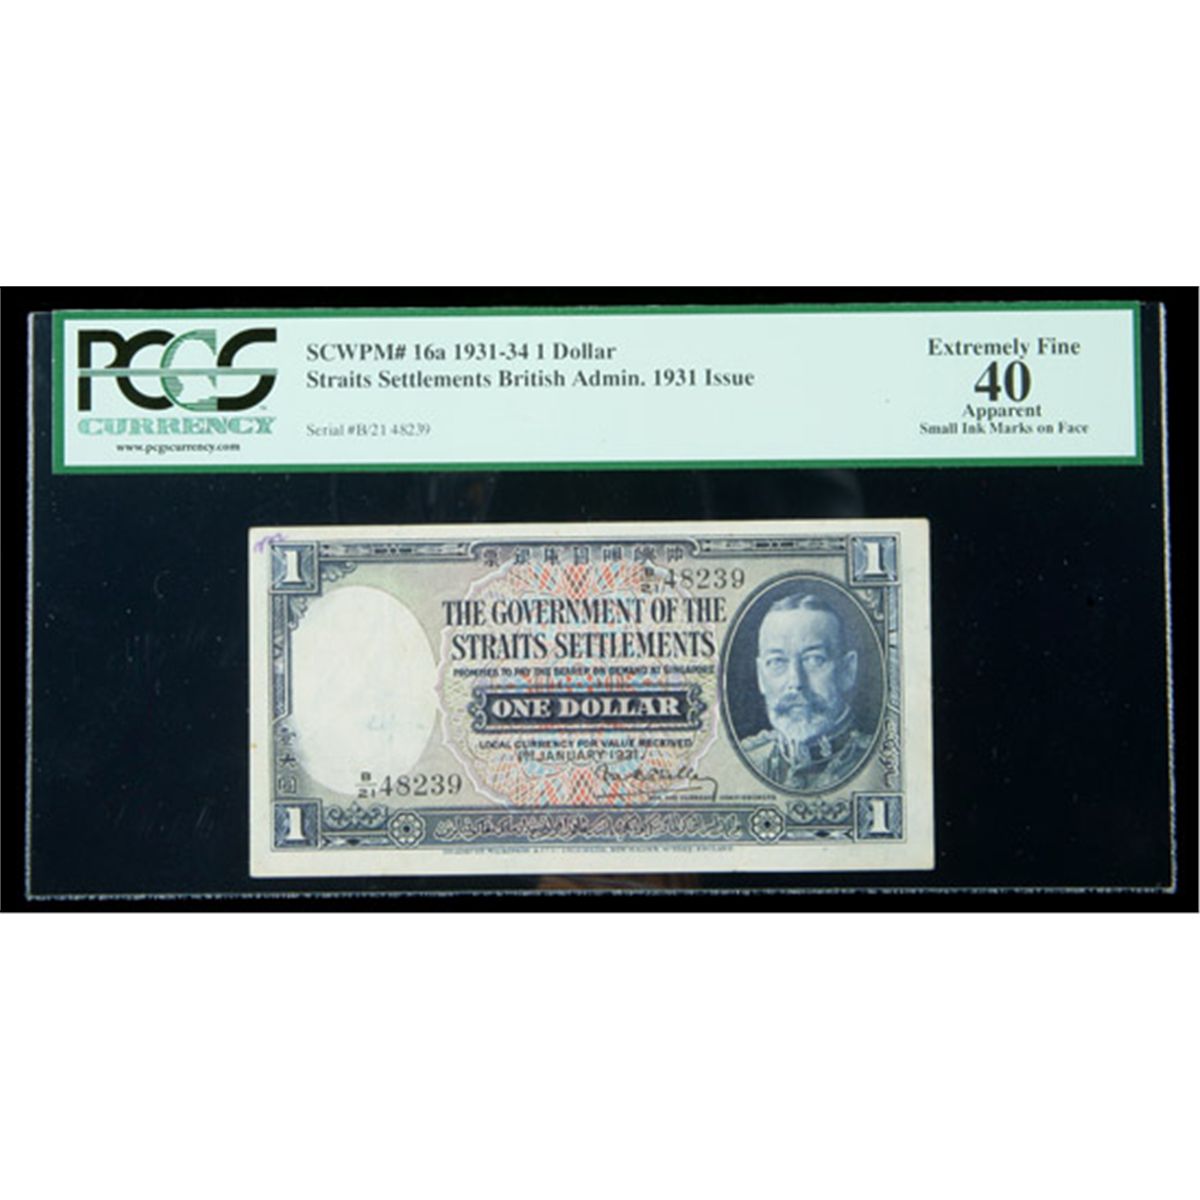 PCGS
CURRENCY
www.pcgscurrency.com
SCWPM# 16a 1931-34 1 Dollar
Straits Settlements British Admin. 1931 Issue
Serial #B/21 48239
Extremely Fine
40
Apparent
Small Ink Marks on Face
1
1
B/21 48239
THE GOVERNMENT OF THE
STRAITS SETTLEMENTS
PROMISES TO PAY THE BEARER ON DEMAND AT SINGAPORE
ONE DOLLAR
LOCAL CURRENCY FOR VALUE RECEIVED
1ST JANUARY 1931
B/21 48239
1
1